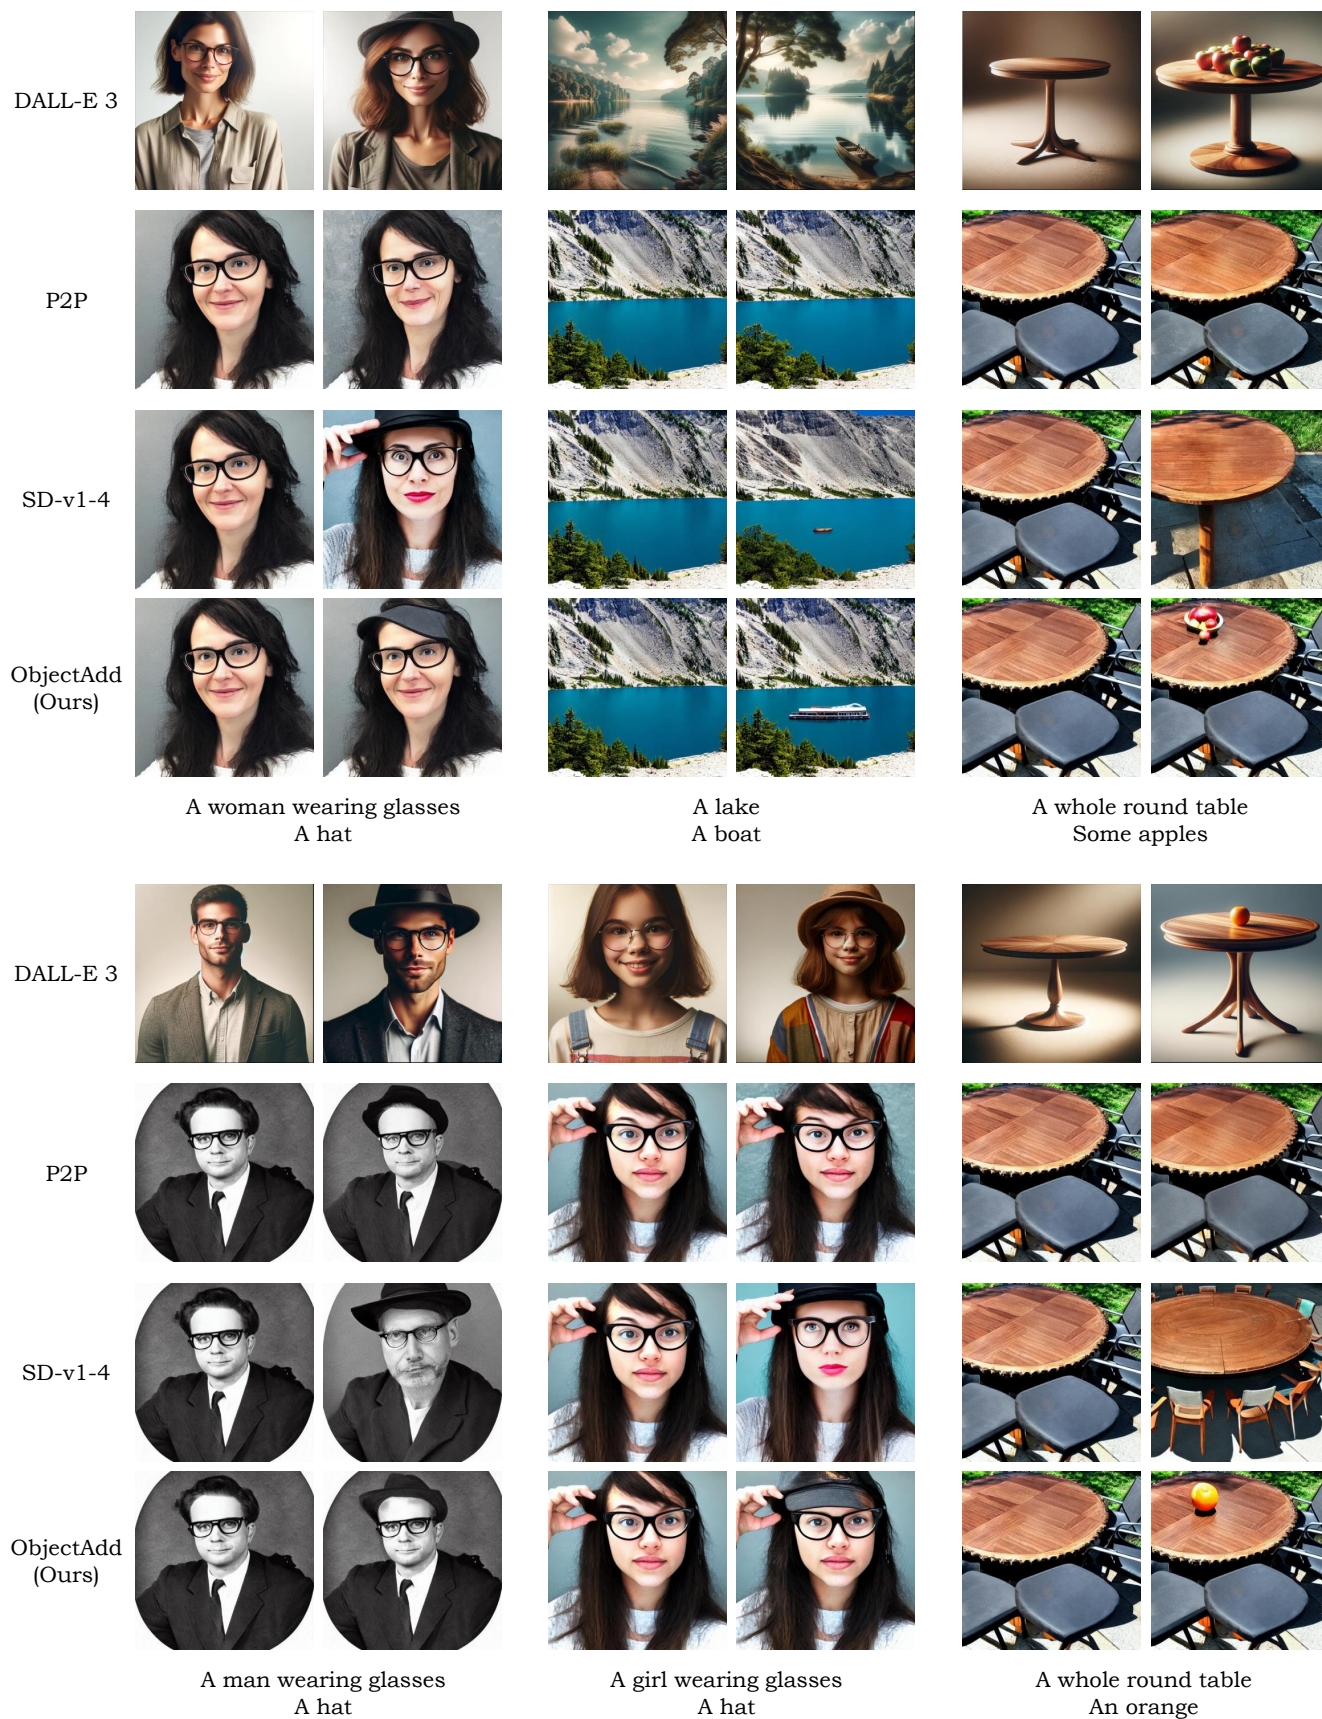 DALL-E 3
P2P
SD-v1-4
ObjectAdd
(Ours)
A woman wearing glasses
A hat
A lake
A boat
A whole round table
Some apples
DALL-E 3
P2P
SD-v1-4
ObjectAdd
(Ours)
A man wearing glasses
A hat
A girl wearing glasses
A hat
A whole round table
An orange